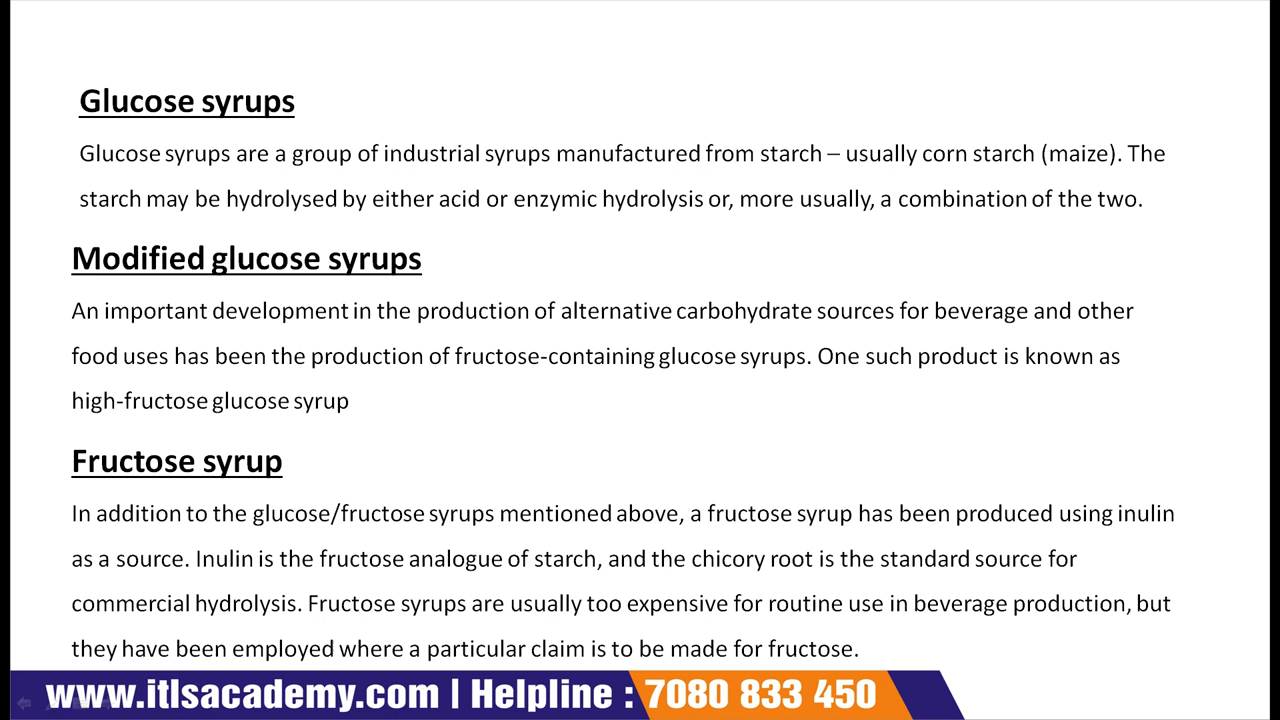 Glucose syrups
Glucose syrups are a group of industrial syrups manufactured from starch – usually corn starch (maize). The
starch may be hydrolysed by either acid or enzymic hydrolysis or, more usually, a combination of the two.
Modified glucose syrups
An important development in the production of alternative carbohydrate sources for beverage and other
food uses has been the production of fructose-containing glucose syrups. One such product is known as
high-fructose glucose syrup
Fructose syrup
In addition to the glucose/fructose syrups mentioned above, a fructose syrup has been produced using inulin
as a source. Inulin is the fructose analogue of starch, and the chicory root is the standard source for
commercial hydrolysis. Fructose syrups are usually too expensive for routine use in beverage production, but
they have been employed where a particular claim is to be made for fructose.
www.itlsacademy.com | Helpline : 7080 833 450